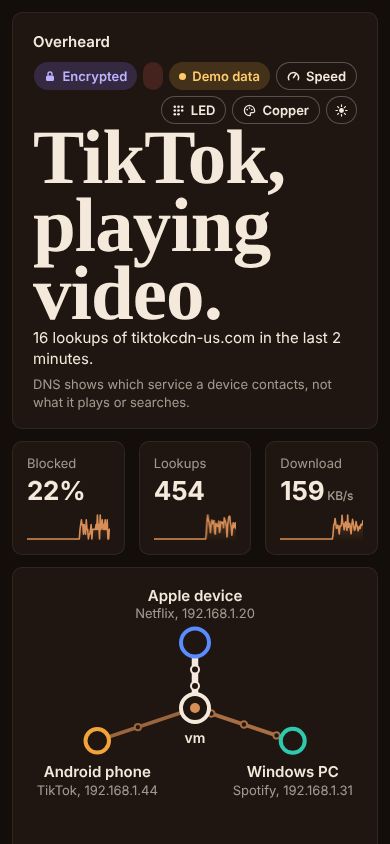 Overheard
Encrypted
Demo data
Speed
LED
Copper
TikTok,
playing
video.
16 lookups of tiktokcdn-us.com in the last 2
minutes.
DNS shows which service a device contacts, not
what it plays or searches.
Blocked
22%
Lookups
454
Download
159 KB/s
Apple device
Netflix, 192.168.1.20
vm
Android phone
TikTok, 192.168.1.44
Windows PC
Spotify, 192.168.1.31